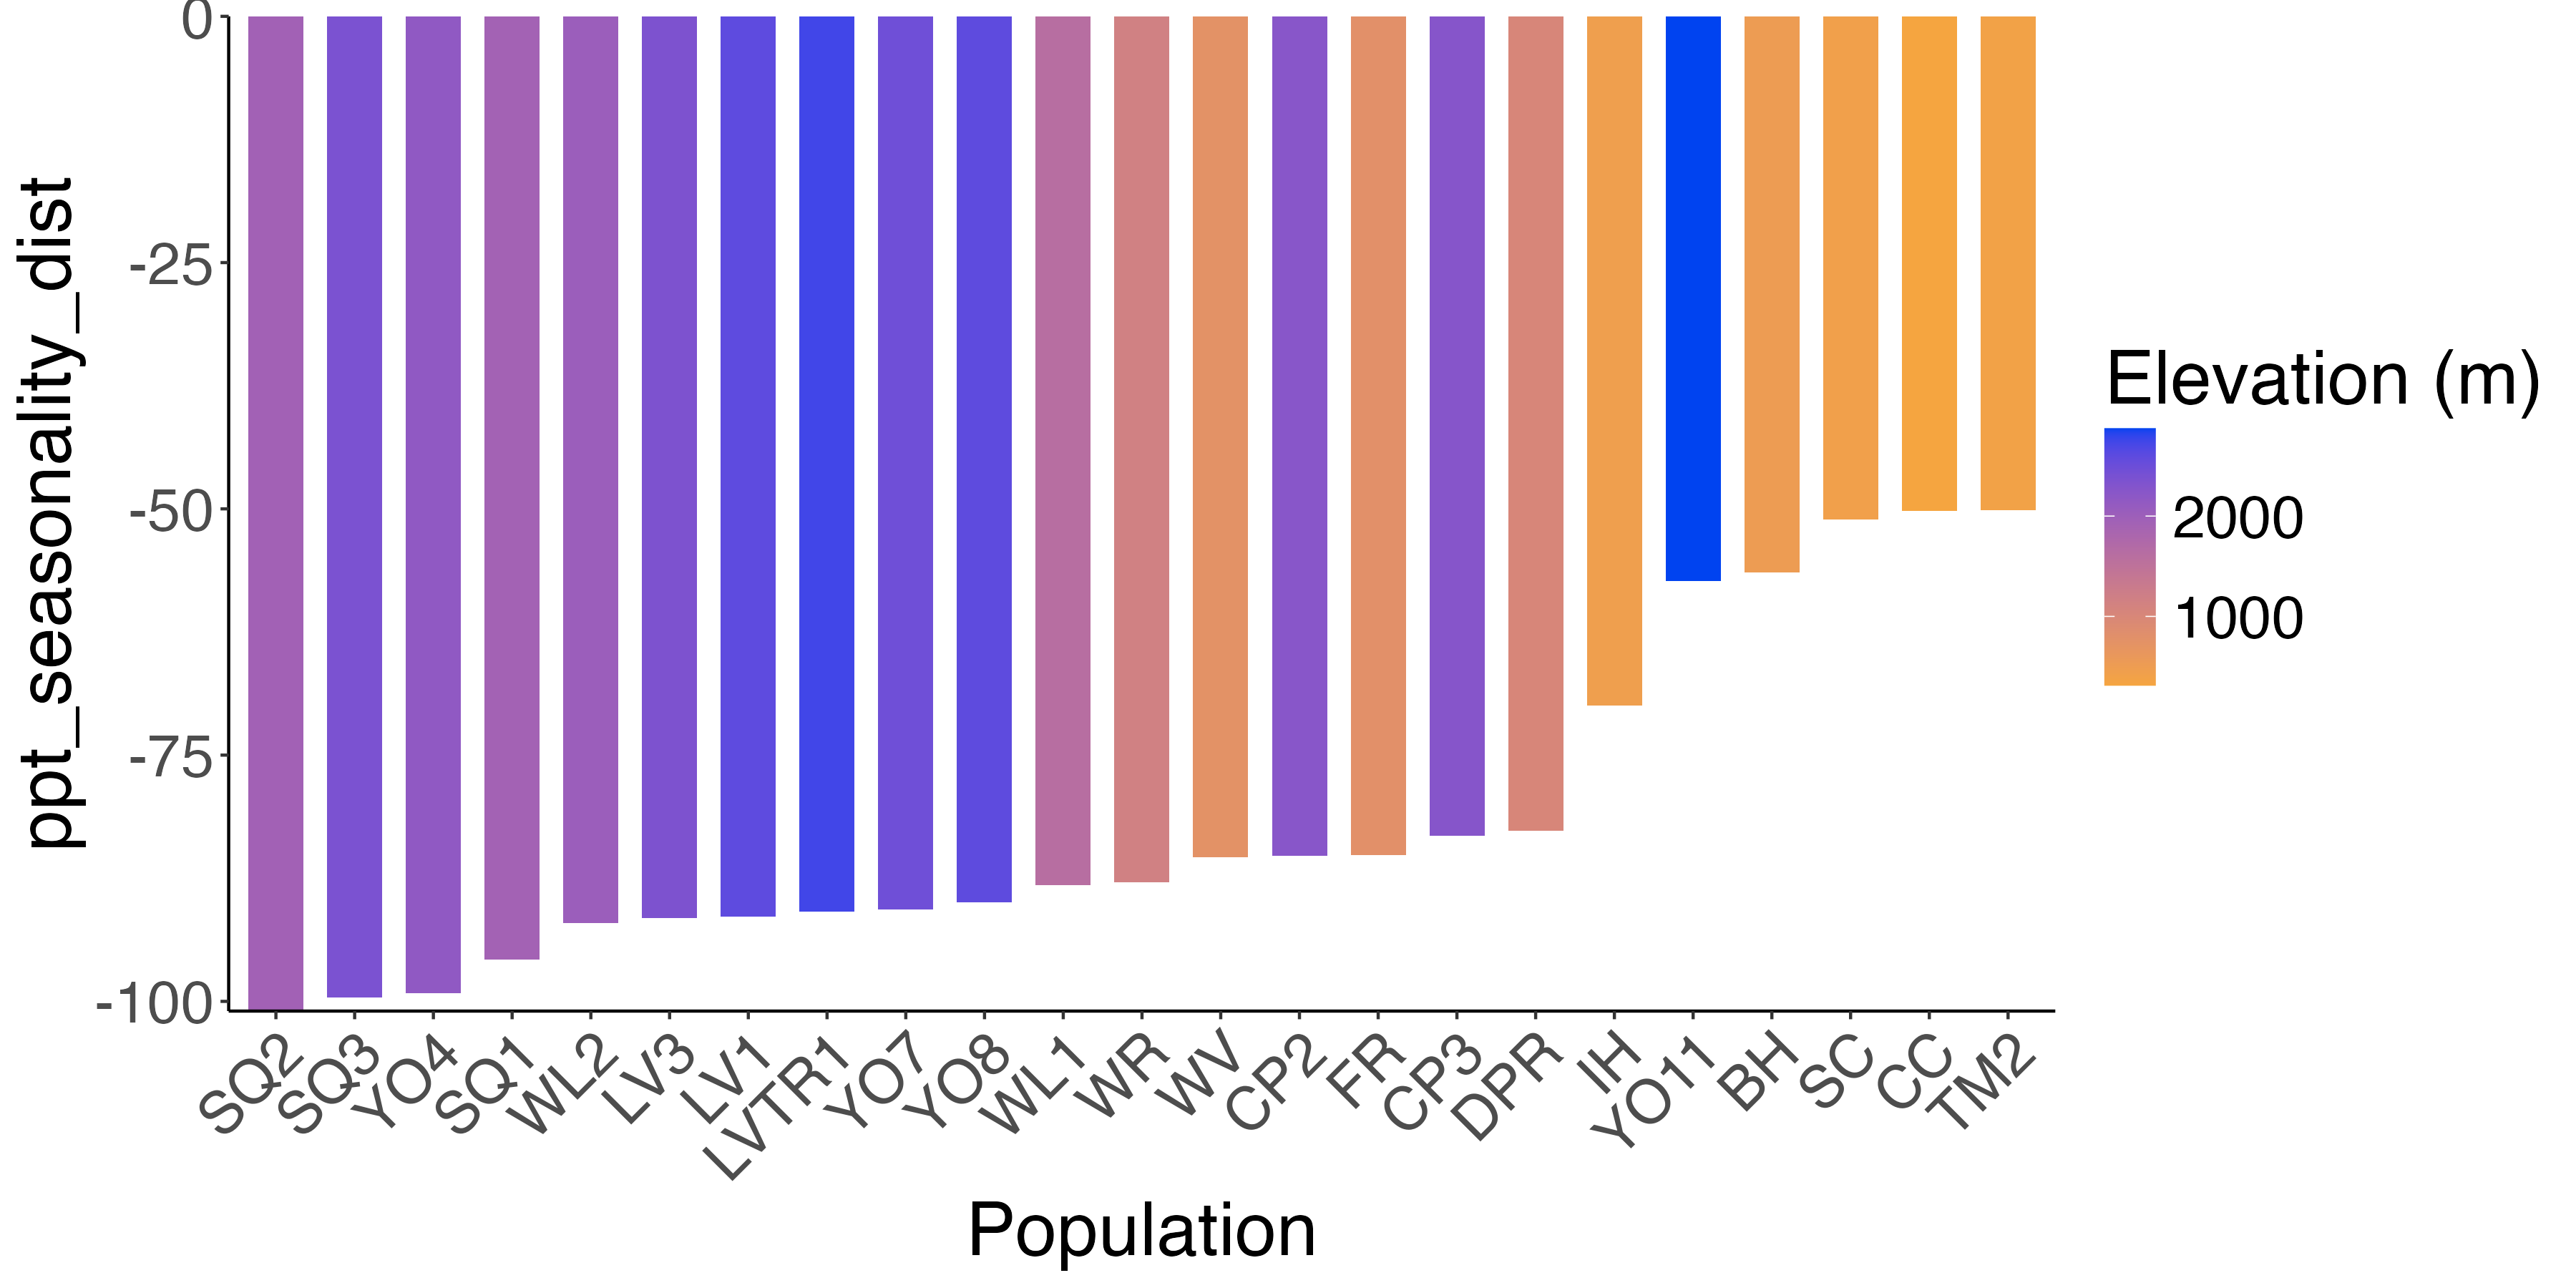 ppt_seasonality_dist
0
-25
-50
-75
-100
SQ2
SQ3
YO4
SQ1
WL2
LV3
LV1
LVTR1
YO7
YO8
WL1
WR
WV
CP2
FR
CP3
DPR
IH
YO11
BH
SC
CC
TM2
Population
Elevation (m)
2000
1000